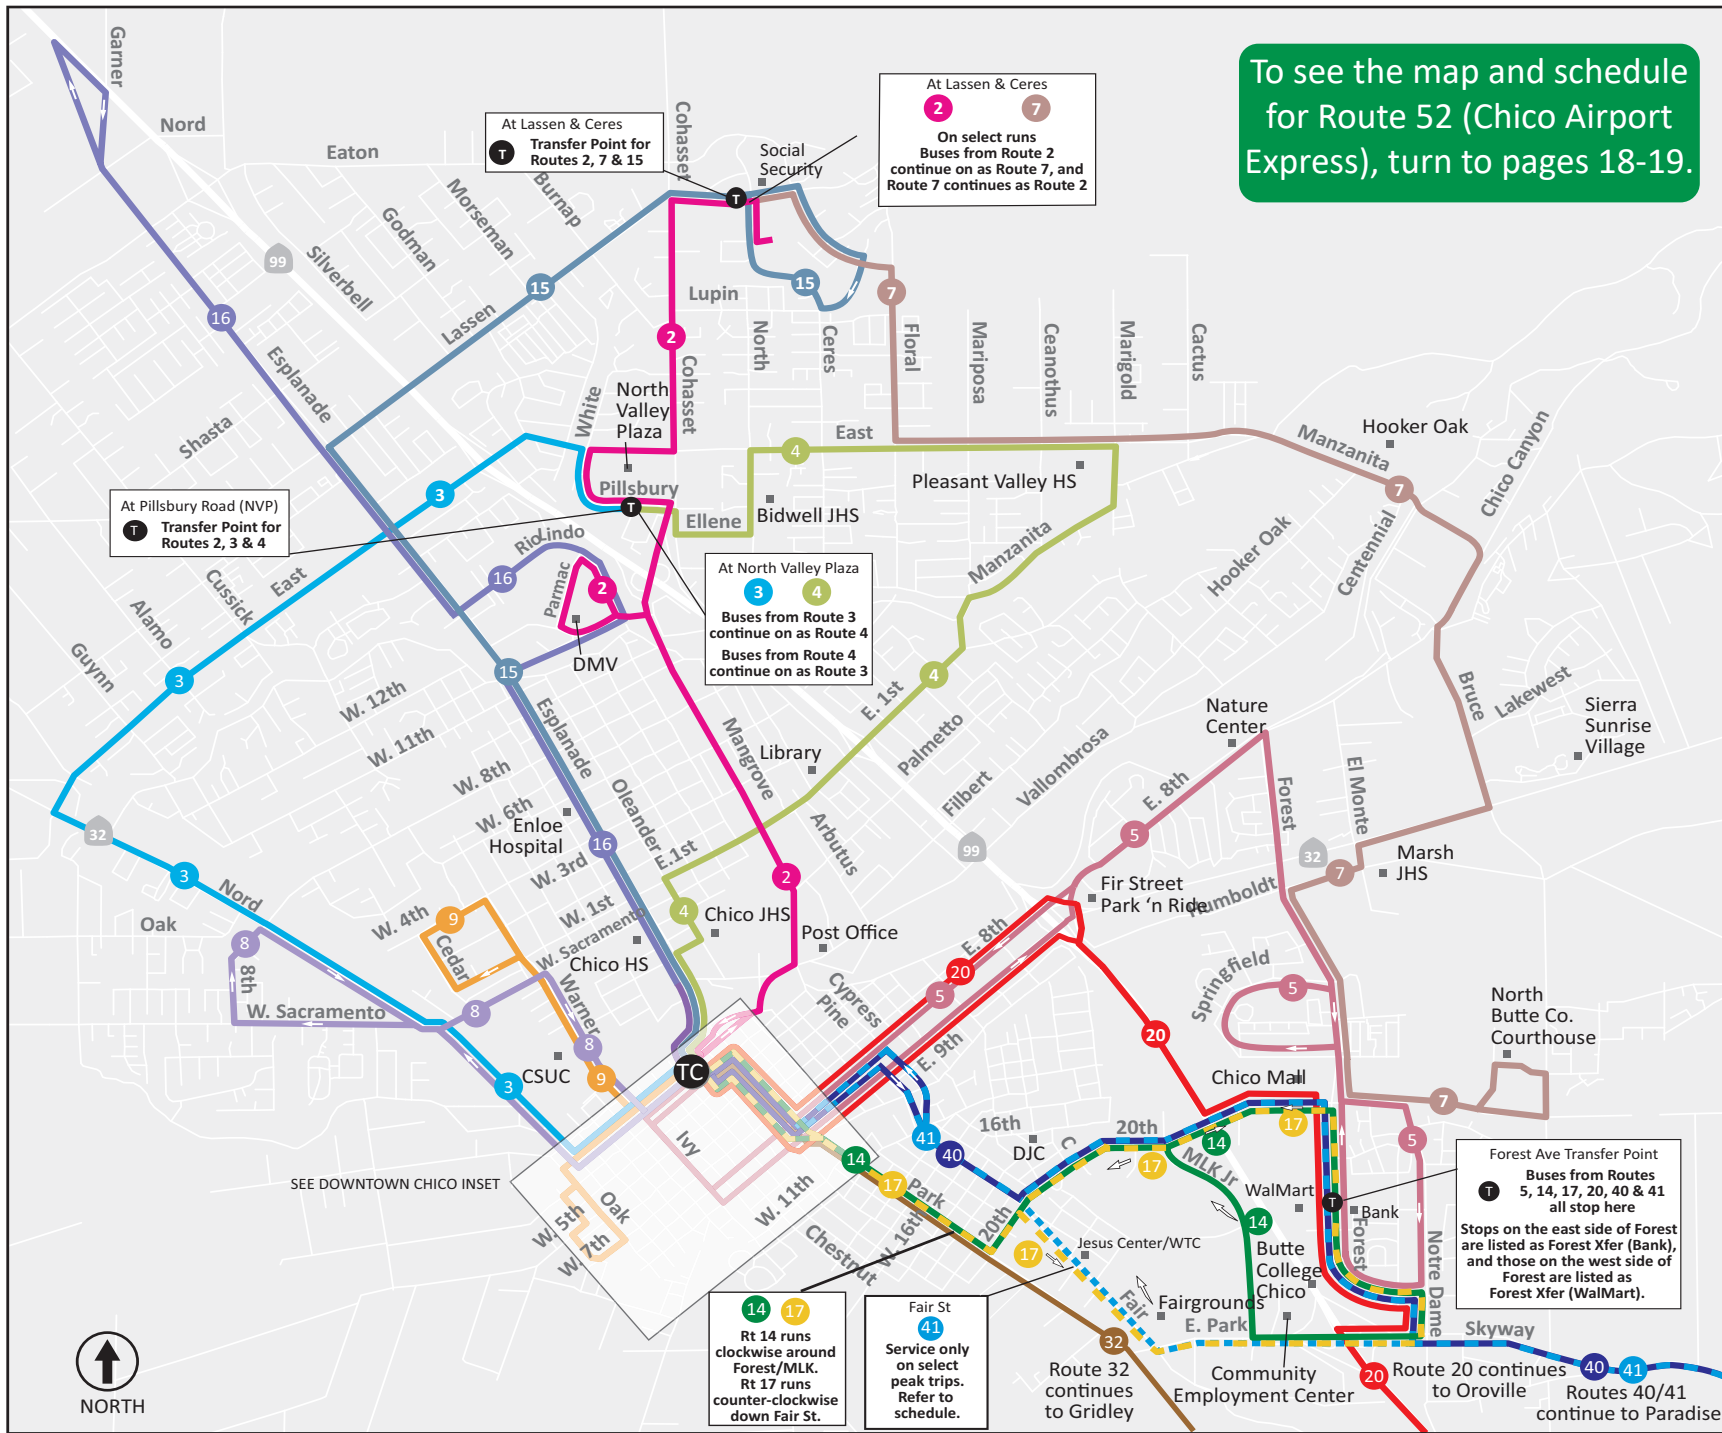 To see the map and schedule
for Route 52 (Chico Airport
Express), turn to pages 18-19.
At Lassen & Ceres
2
7
On select runs
Buses from Route 2
continue on as Route 7, and
Route 7 continues as Route 2
At Lassen & Ceres
T
Transfer Point for
Routes 2, 7 & 15
Garner
Nord
Eaton
Cohasset
Social
Security
T
Burnap
Morseman
Godman
Silverbell
99
16
15
Lassen
Esplanade
Shasta
Lupin
15
7
2
North
Ceres
Floral
Mariposa
Ceanothus
Marigold
Cactus
Cohasset
White
North
Valley
Plaza
East
4
Manzanita
Hooker Oak
Chico Canyon
Pleasant Valley HS
7
3
Pillsbury
T
Ellene
Bidwell JHS
At Pillsbury Road (NVP)
T
Transfer Point for
Routes 2, 3 & 4
Rio Lindo
16
Parmac
2
DMV
At North Valley Plaza
3
4
Buses from Route 3
continue on as Route 4
Buses from Route 4
continue on as Route 3
Manzanita
Hooker Oak
Centennial
East
Cussick
Alamo
Guynn
3
15
W. 12th
W. 11th
W. 8th
W. 6th
W. 3rd
W. 1st
W. Sacramento
Esplanade
Oleander
Mangrove
Library
E. 1st
4
Palmetto
Filbert
Vallombrosa
Arbutus
Nature
Center
E. 8th
5
Forest
El Monte
Bruce
Lakewest
Sierra
Sunrise
Village
32
3
Enloe
Hospital
16
E.1st
2
99
32
Marsh
JHS
7
Humboldt
Fir Street
Park ‘n Ride
Nord
Oak
8
8th
W. 4th
9
Cedar
Chico HS
4
Chico JHS
Post Office
Cypress
Pine
E. 8th
20
5
E. 9th
Springfield
5
North
Butte Co.
Courthouse
W. Sacramento
8
Warner
8
9
CSUC
3
TC
20
Chico Mall
7
SEE DOWNTOWN CHICO INSET
Ivy
Oak
W. 5th
W. 7th
W. 11th
14
17
Park
41
40
16th
DJC
C
20th
17
14
17
MLK Jr
5
Forest Ave Transfer Point
T
Buses from Routes
5, 14, 17, 20, 40 & 41
all stop here
Stops on the east side of Forest
are listed as Forest Xfer (Bank),
and those on the west side of
Forest are listed as
Forest Xfer (WalMart).
WalMart
T
Bank
14
Forest
Notre Dame
Chestnut
W. 16th
20th
17
Jesus Center/WTC
Butte
College
Chico
Fair
Fairgrounds
E. Park
Skyway
14
17
Rt 14 runs
clockwise around
Forest/MLK.
Rt 17 runs
counter-clockwise
down Fair St.
Fair St
41
Service only
on select
peak trips.
Refer to
schedule.
32
Route 32
continues
to Gridley
Community
Employment Center
20
Route 20 continues
to Oroville
40
41
Routes 40/41
continue to Paradise
NORTH